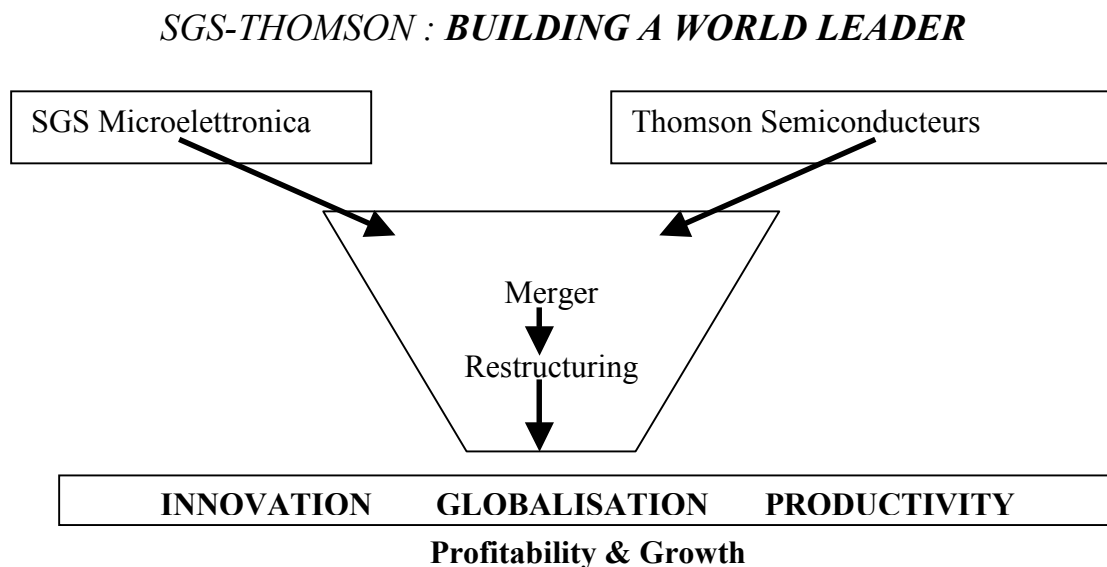 SGS-THOMSON : BUILDING A WORLD LEADER
SGS Microelettronica
Thomson Semiconducteurs
Merger
Restructuring
INNOVATION GLOBALISATION PRODUCTIVITY
Profitability & Growth